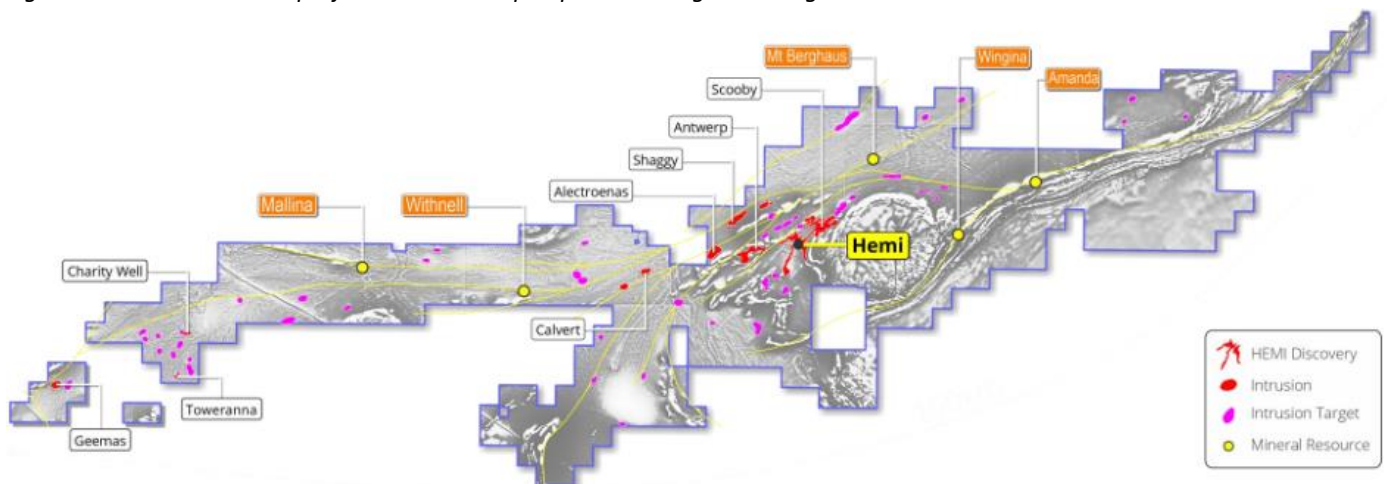 Mt Berghaus
Wingina
Amanda
Scooby
Antwerp
Shaggy
Alectroenas
Mallina
Withnell
Hemi
Charity Well
Calvert
Toweranna
Geemas
HEMI Discovery
Intrusion
Intrusion Target
Mineral Resource